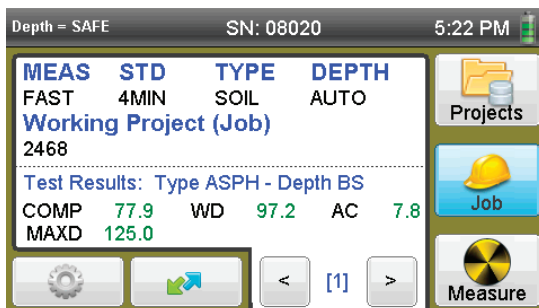 Depth = SAFE SN: 08020 5:22 PM
MEAS STD TYPE DEPTH
FAST 4MIN SOIL AUTO
Working Project (Job)
2468
Test Results: Type ASPH - Depth BS
COMP 77.9 WD 97.2 AC 7.8
MAXD 125.0
< [1] >
Projects
Job
Measure